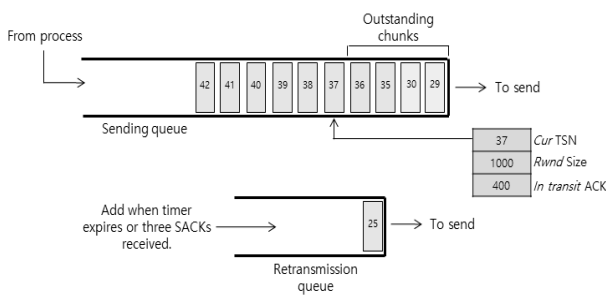 Outstanding
chunks
From process
42 41 40 39 38 37 36 35 30 29
To send
Sending queue
37 Cur TSN
1000 Rwnd Size
400 In transit ACK
Add when timer
expires or three SACKs
received.
25
To send
Retransmission
queue